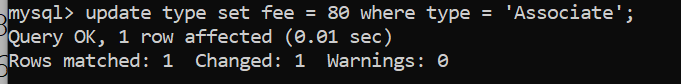 mysql> update type set fee = 80 where type = 'Associate';
Query OK, 1 row affected (0.01 sec)
Rows matched: 1  Changed: 1  Warnings: 0